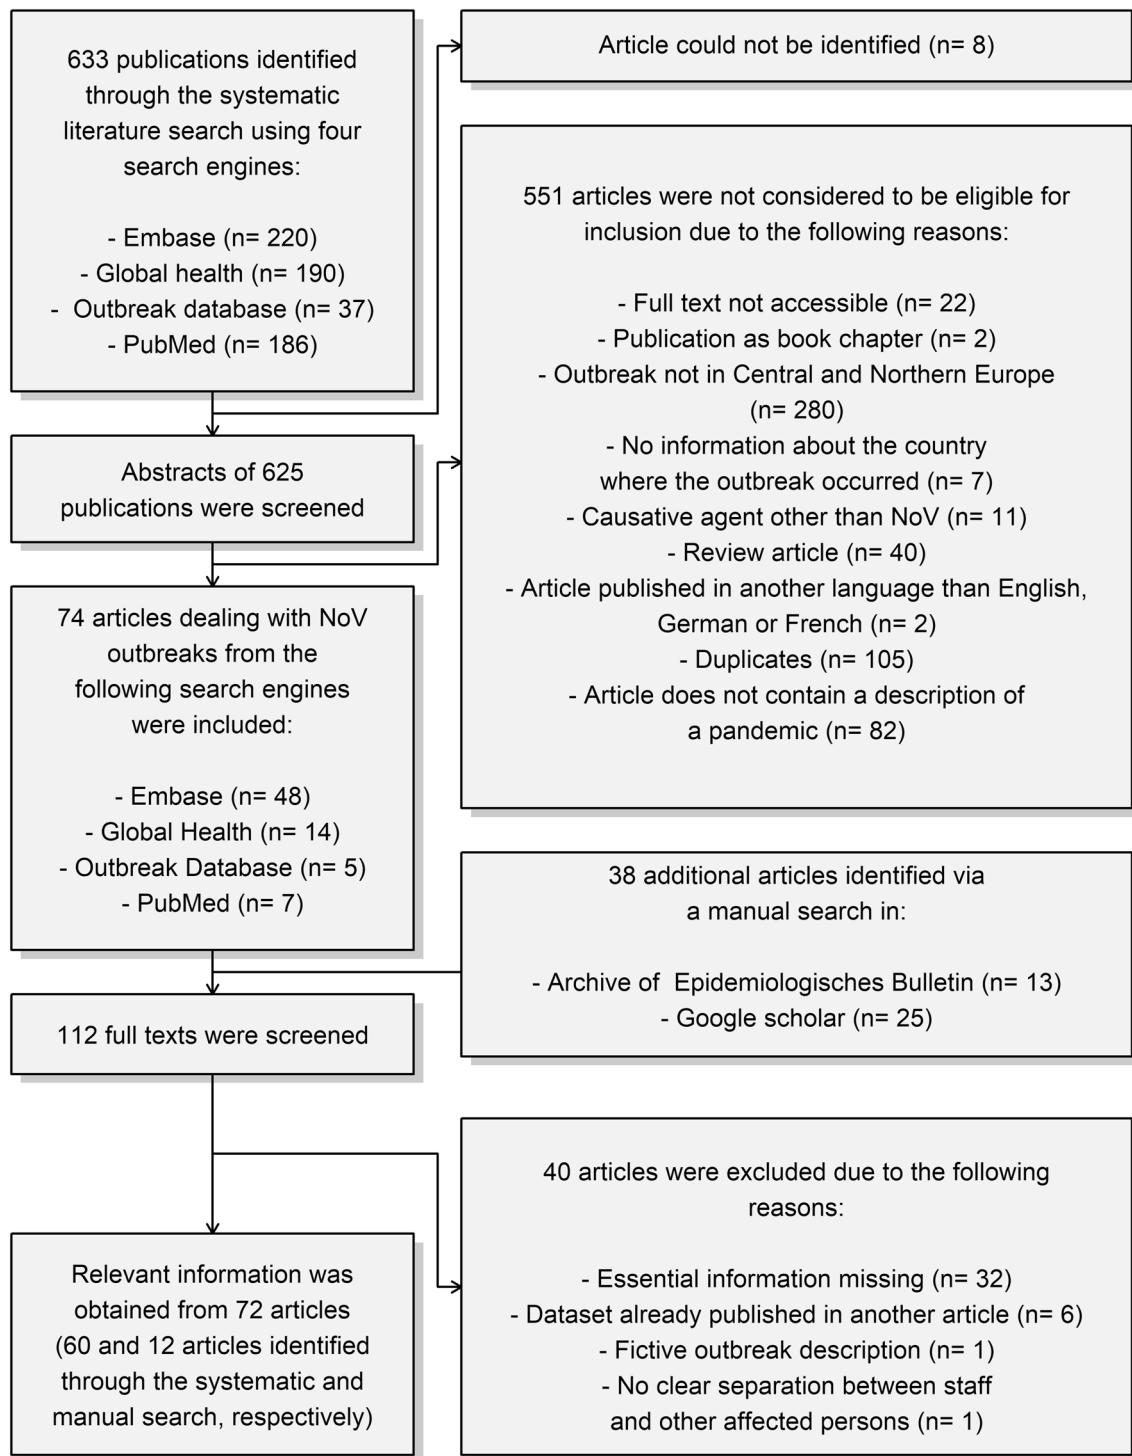 633 publications identified
through the systematic
literature search using four
search engines:
- Embase (n= 220)
- Global health (n= 190)
- Outbreak database (n= 37)
- PubMed (n= 186)
Article could not be identified (n= 8)
Abstracts of 625
publications were screened
551 articles were not considered to be eligible for
inclusion due to the following reasons:
- Full text not accessible (n= 22)
- Publication as book chapter (n= 2)
- Outbreak not in Central and Northern Europe
(n= 280)
- No information about the country
where the outbreak occurred (n= 7)
- Causative agent other than NoV (n= 11)
- Review article (n= 40)
- Article published in another language than English,
German or French (n= 2)
- Duplicates (n= 105)
- Article does not contain a description of
a pandemic (n= 82)
74 articles dealing with NoV
outbreaks from the
following search engines
were included:
- Embase (n= 48)
- Global Health (n= 14)
- Outbreak Database (n= 5)
- PubMed (n= 7)
38 additional articles identified via
a manual search in:
- Archive of Epidemiologisches Bulletin (n= 13)
- Google scholar (n= 25)
112 full texts were screened
40 articles were excluded due to the following
reasons:
- Essential information missing (n= 32)
- Dataset already published in another article (n= 6)
- Fictive outbreak description (n= 1)
- No clear separation between staff
and other affected persons (n= 1)
Relevant information was
obtained from 72 articles
(60 and 12 articles identified
through the systematic and
manual search, respectively)